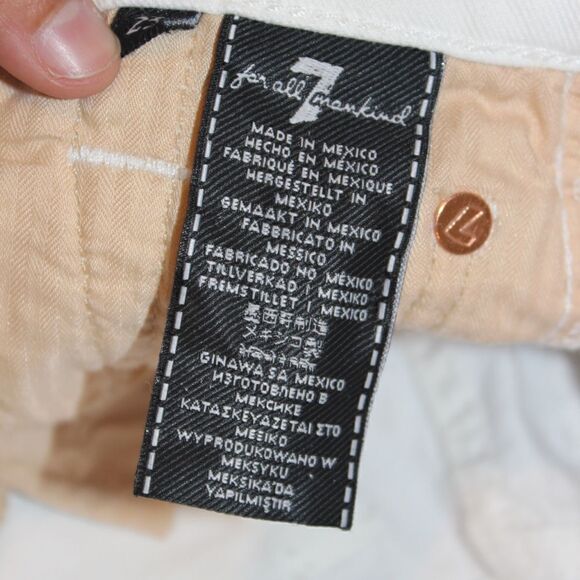 7
for all mankind
MADE IN MEXICO
HECHO EN MÉXICO
FABRIQUÉ EN MEXIQUE
HERGESTELLT IN
MEXIKO
GEMAAKT IN MEXICO
FABBRICATO IN
MESSICO
FABRICADO NO MÉXICO
TILLVERKAD I MEXIKO
FREMSTILLET I MEXICO
墨西哥制造
メキシコ製
GINAWA SA MEXICO
ИЗГОТОВЛЕНО В
МЕКСИКЕ
ΚΑΤΑΣΚΕΥΑΖΕΤΑΙ ΣΤΟ
ΜΕΞΙΚΟ
WYPRODUKOWANO W
MEKSYKU
MEKSİKA'DA
YAPILMIŞTIR